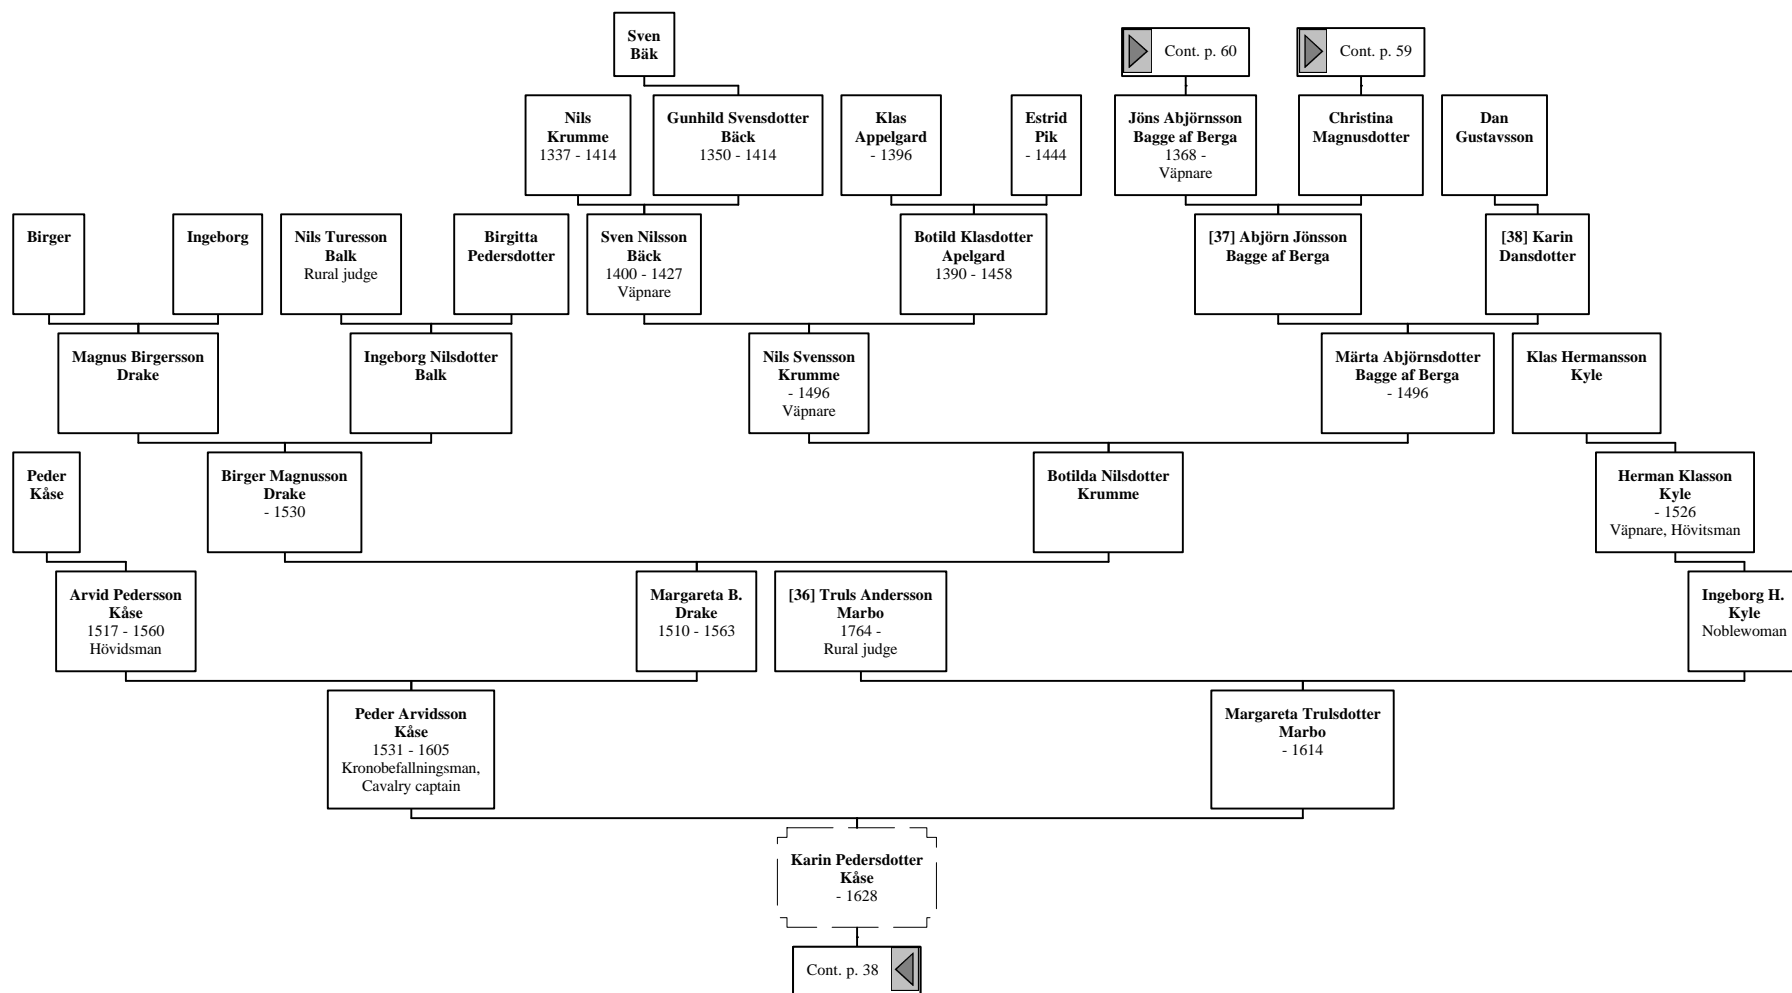 Sven
Bäk
Cont. p. 60
Cont. p. 59
Nils
Krumme
1337 - 1414
Gunhild Svensdotter
Bäck
1350 - 1414
Klas
Appelgard
- 1396
Estrid
Pik
- 1444
Jöns Abjörnsson
Bagge af Berga
1368 -
Väpnare
Christina
Magnusdotter
Dan
Gustavsson
Birger
Ingeborg
Nils Turesson
Balk
Rural judge
Birgitta
Pedersdotter
Sven Nilsson
Bäck
1400 - 1427
Väpnare
Botild Klasdotter
Apelgard
1390 - 1458
[37] Abjörn Jönsson
Bagge af Berga
[38] Karin
Dansdotter
Magnus Birgersson
Drake
Ingeborg Nilsdotter
Balk
Nils Svensson
Krumme
- 1496
Väpnare
Märta Abjörnsdotter
Bagge af Berga
- 1496
Klas Hermansson
Kyle
Peder
Kåse
Birger Magnusson
Drake
- 1530
Botilda Nilsdotter
Krumme
Herman Klasson
Kyle
- 1526
Väpnare, Hövitsman
Arvid Pedersson
Kåse
1517 - 1560
Hövidsman
Margareta B.
Drake
1510 - 1563
[36] Truls Andersson
Marbo
1764 -
Rural judge
Ingeborg H.
Kyle
Noblewoman
Peder Arvidsson
Kåse
1531 - 1605
Kronobefallningsman,
Cavalry captain
Margareta Trulsdotter
Marbo
- 1614
Karin Pedersdotter
Kåse
- 1628
Cont. p. 38